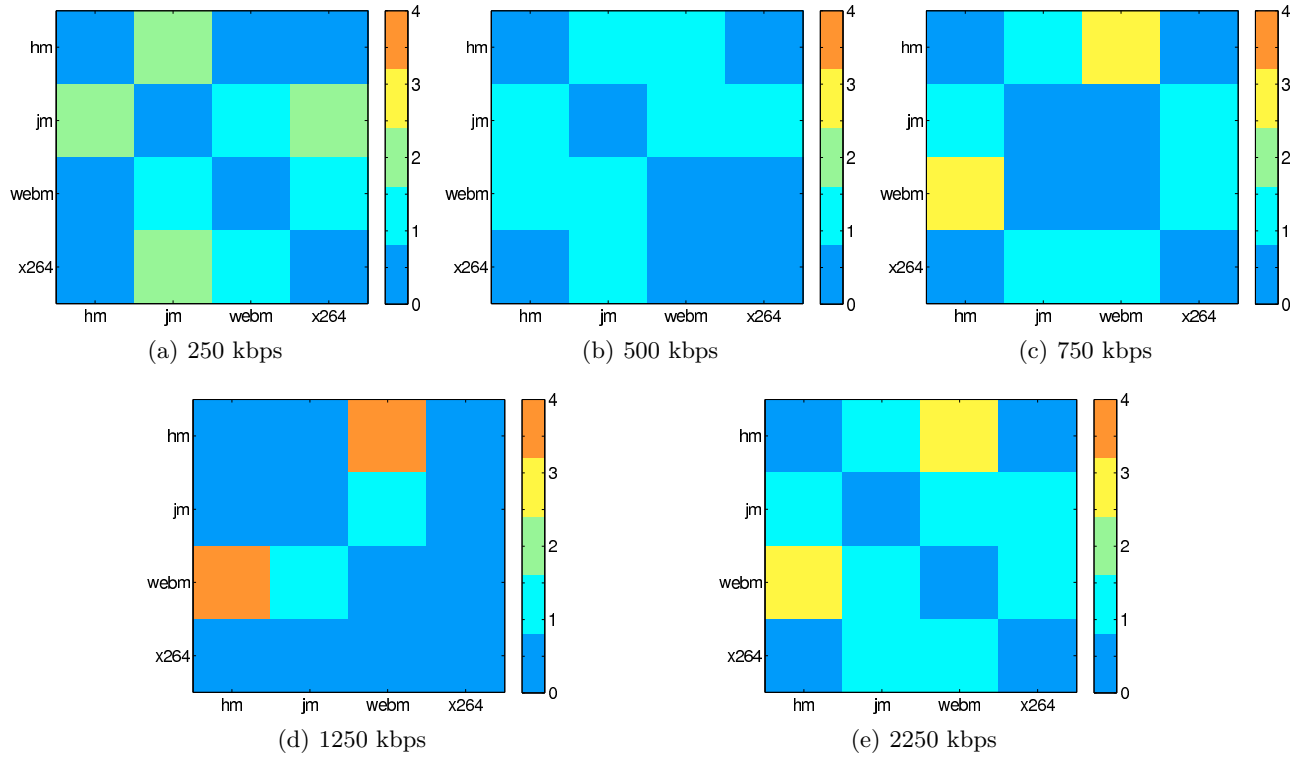 4
4
4
hm
hm
hm
3
3
3
jm
jm
jm
2
2
2
webm
webm
webm
1
1
1
x264
x264
x264
0
0
0
hm jm webm x264
hm jm webm x264
hm jm webm x264
(a) 250 kbps
(b) 500 kbps
(c) 750 kbps
4
4
hm
hm
3
3
jm
jm
2
2
webm
webm
1
1
x264
x264
0
0
hm jm webm x264
hm jm webm x264
(d) 1250 kbps
(e) 2250 kbps